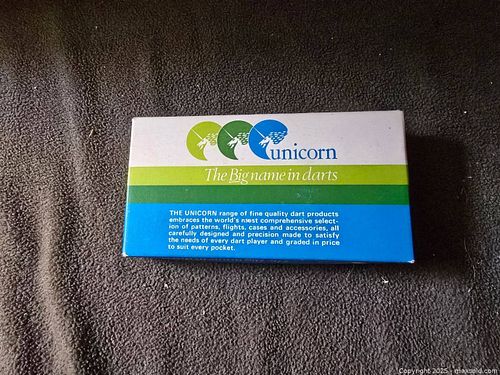 unicorn
The Big name in darts
THE UNICORN range of fine quality dart products
embraces the world's most comprehensive select-
ion of patterns, flights, cases and accessories, all
carefully designed and precision made to satisfy
the needs of every dart player and graded in price
to suit every pocket.
Copyright 2025 - maxsold.com